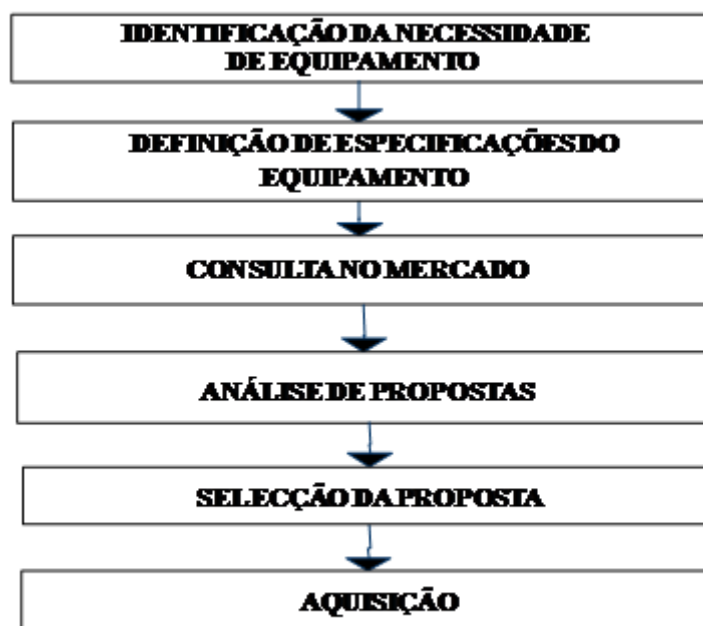 IDENTIFICAÇÃO DA NECESSIDADE
DE EQUIPAMENTO
DEFINIÇÃO DE ESPECIFICAÇÕES DO
EQUIPAMENTO
CONSULTA NO MERCADO
ANÁLISE DE PROPOSTAS
SELECÇÃO DA PROPOSTA
AQUISIÇÃO